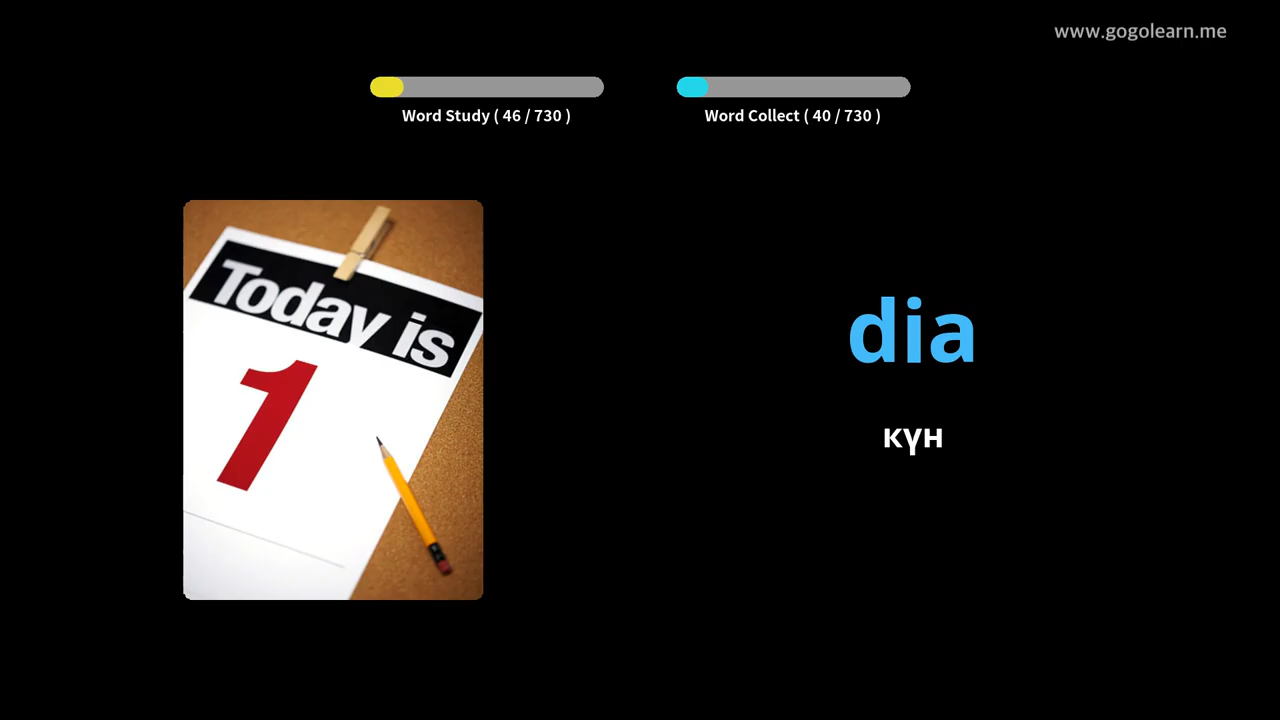 www.gogolearn.me
Word Study ( 46 / 730 )
Word Collect ( 40 / 730 )
Today is
1
dia
күн